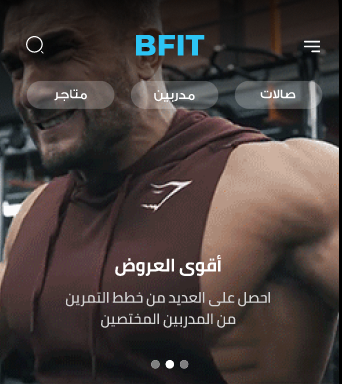 BFIT
صالات
مدربين
متاجر
أقوى العروض
احصل على العديد من خطط التمرين
من المدربين المختصين